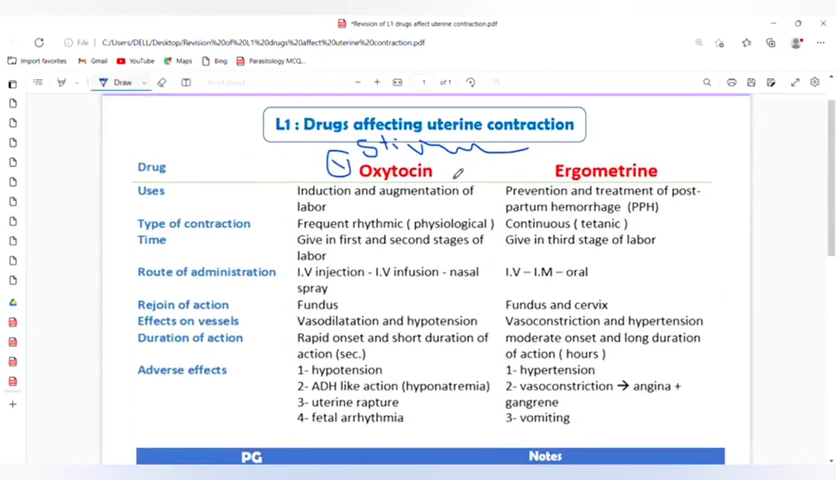 *Revision of L1 drugs affect uterine contraction.pdf
File
C:/Users/DELL/Desktop/Revision%20of%20L1%20drugs%20affect%20uterine%20contraction.pdf
Import favorites Gmail YouTube Maps Bing Parasitology MCQ...
Draw Read aloud 1 of 1
L1 : Drugs affecting uterine contraction
Drug Oxytocin Ergometrine
Uses Induction and augmentation of Prevention and treatment of post-
labor partum hemorrhage (PPH)
Type of contraction Frequent rhythmic ( physiological ) Continuous ( tetanic )
Time Give in first and second stages of Give in third stage of labor
labor
Route of administration I.V injection - I.V infusion - nasal I.V – I.M – oral
spray
Rejoin of action Fundus Fundus and cervix
Effects on vessels Vasodilatation and hypotension Vasoconstriction and hypertension
Duration of action Rapid onset and short duration of moderate onset and long duration
action (sec.) of action ( hours )
Adverse effects 1- hypotension 1- hypertension
2- ADH like action (hyponatremia) 2- vasoconstriction → angina +
3- uterine rapture gangrene
4- fetal arrhythmia 3- vomiting
PG Notes